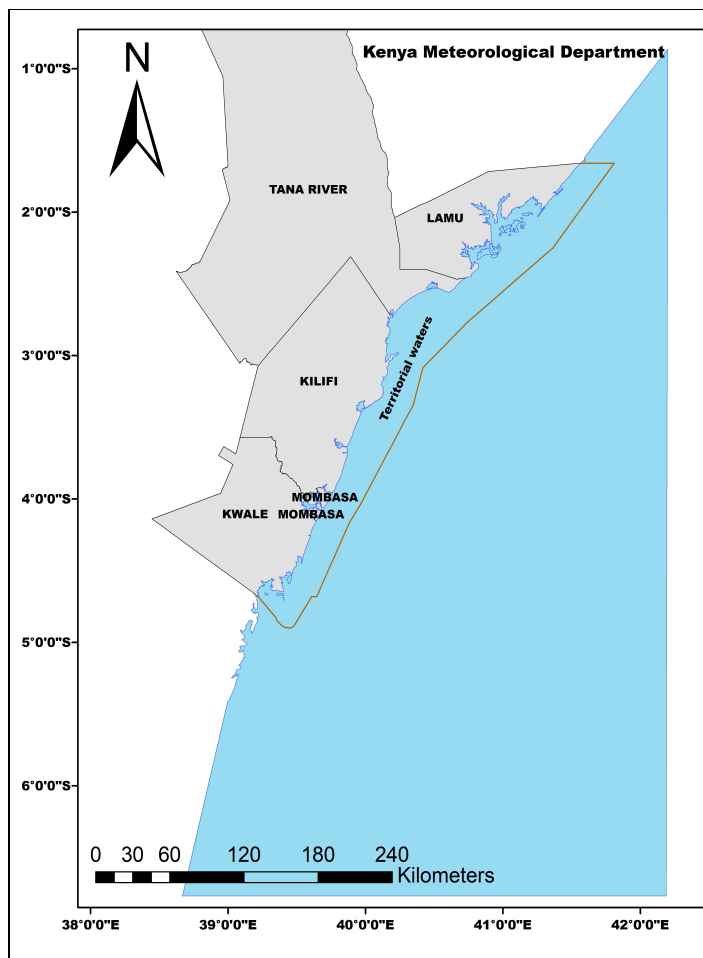 Kenya Meteorological Department
N
1°0'0"S
2°0'0"S
3°0'0"S
4°0'0"S
5°0'0"S
6°0'0"S
TANA RIVER
LAMU
Territorial waters
KILIFI
MOMBASA
KWALE
MOMBASA
0 30 60 120 180 240
Kilometers
38°0'0"E 39°0'0"E 40°0'0"E 41°0'0"E 42°0'0"E